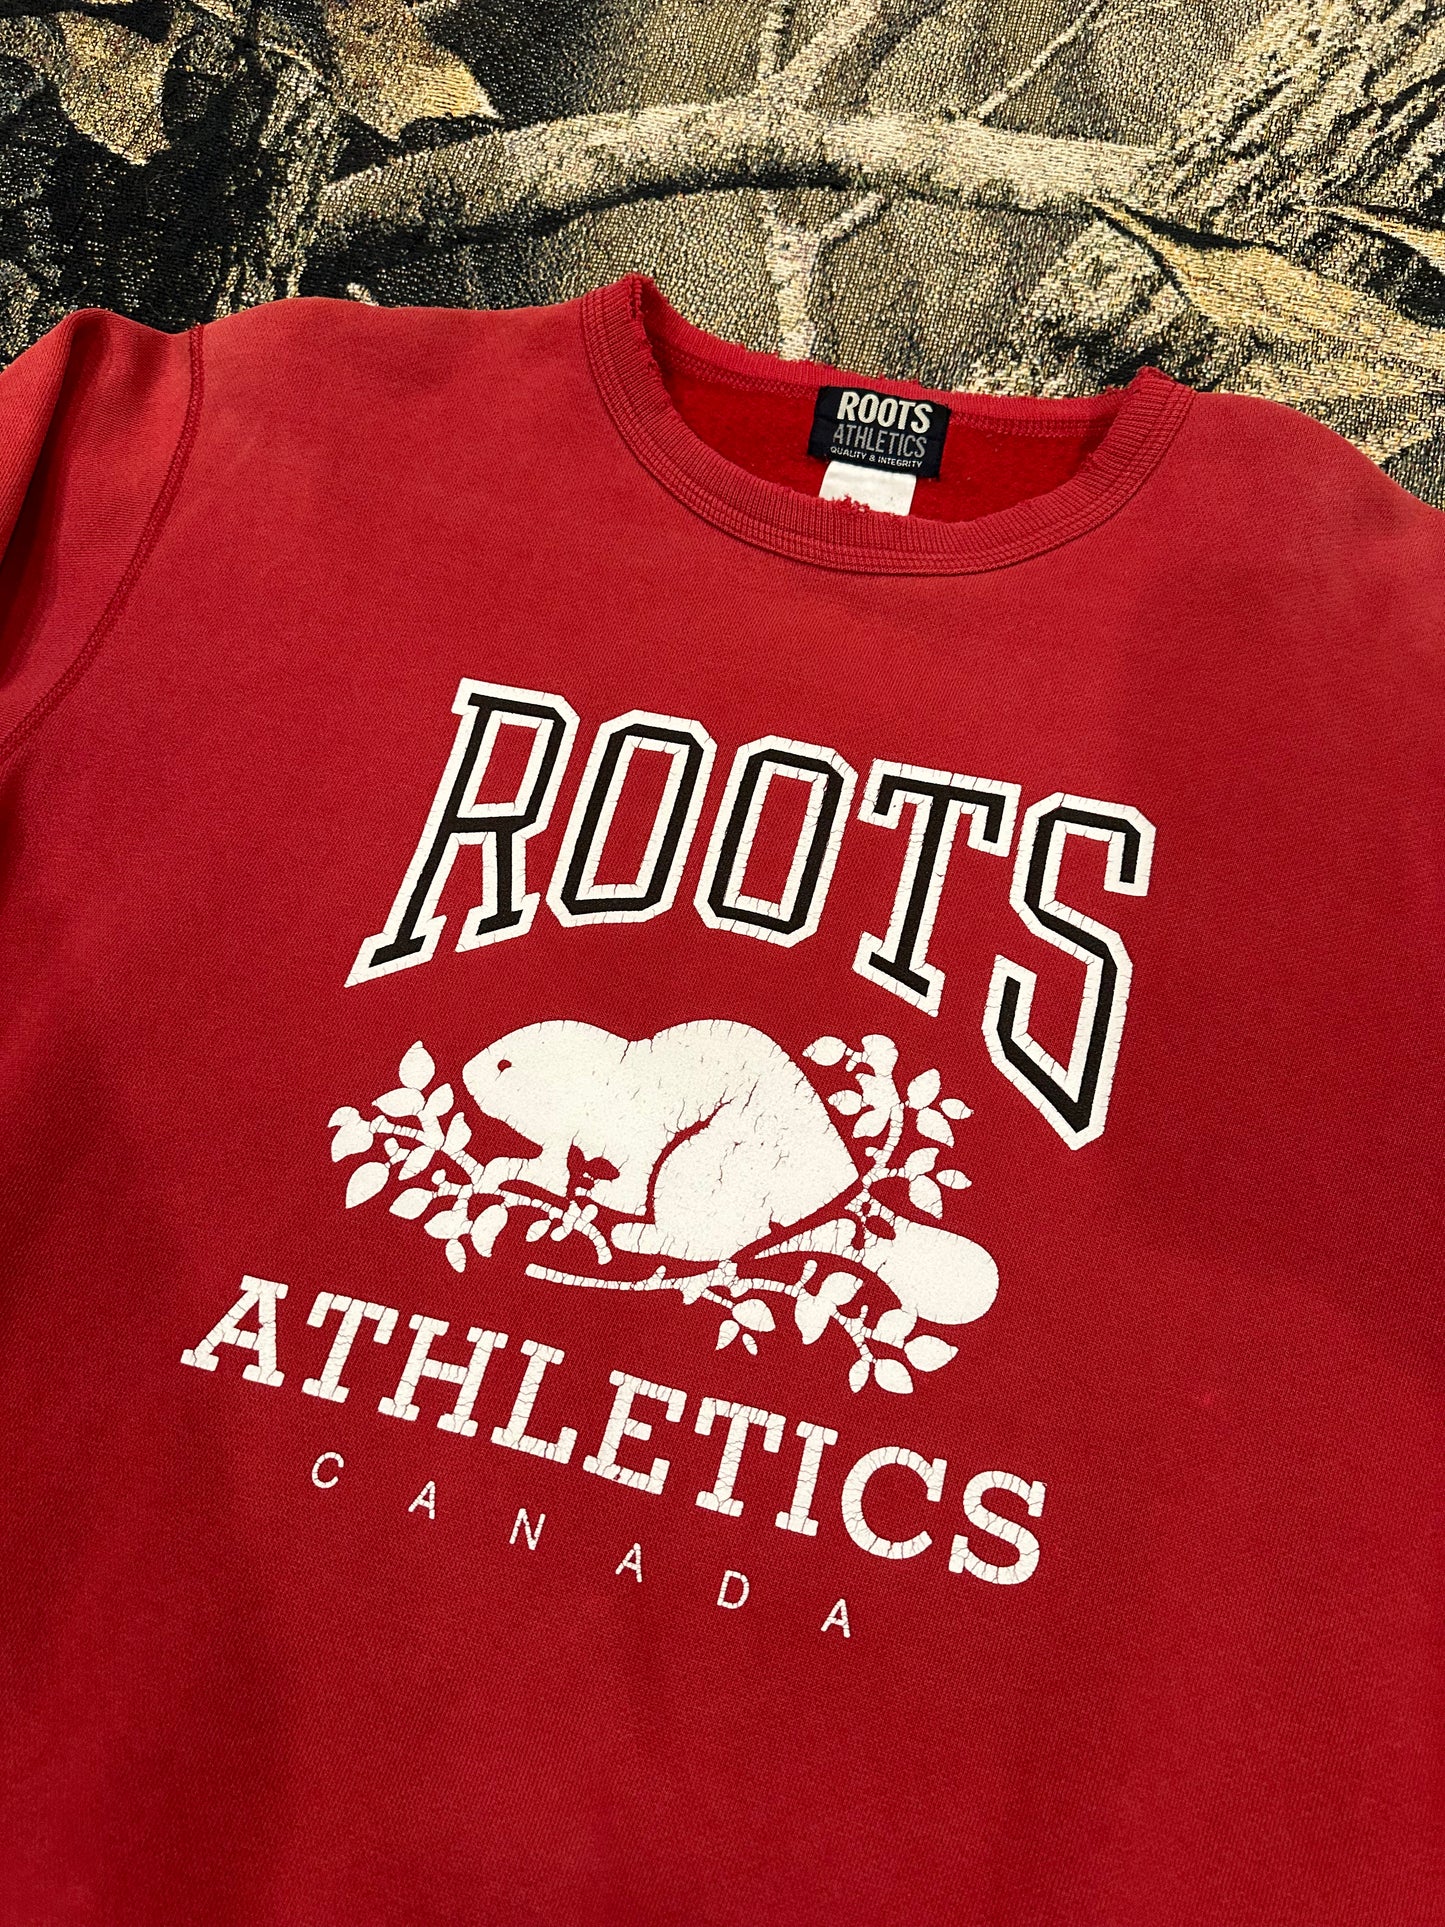 ROOTS
ATHLETICS
QUALITY & INTEGRITY
ROOTS
ATHLETICS
CANADA